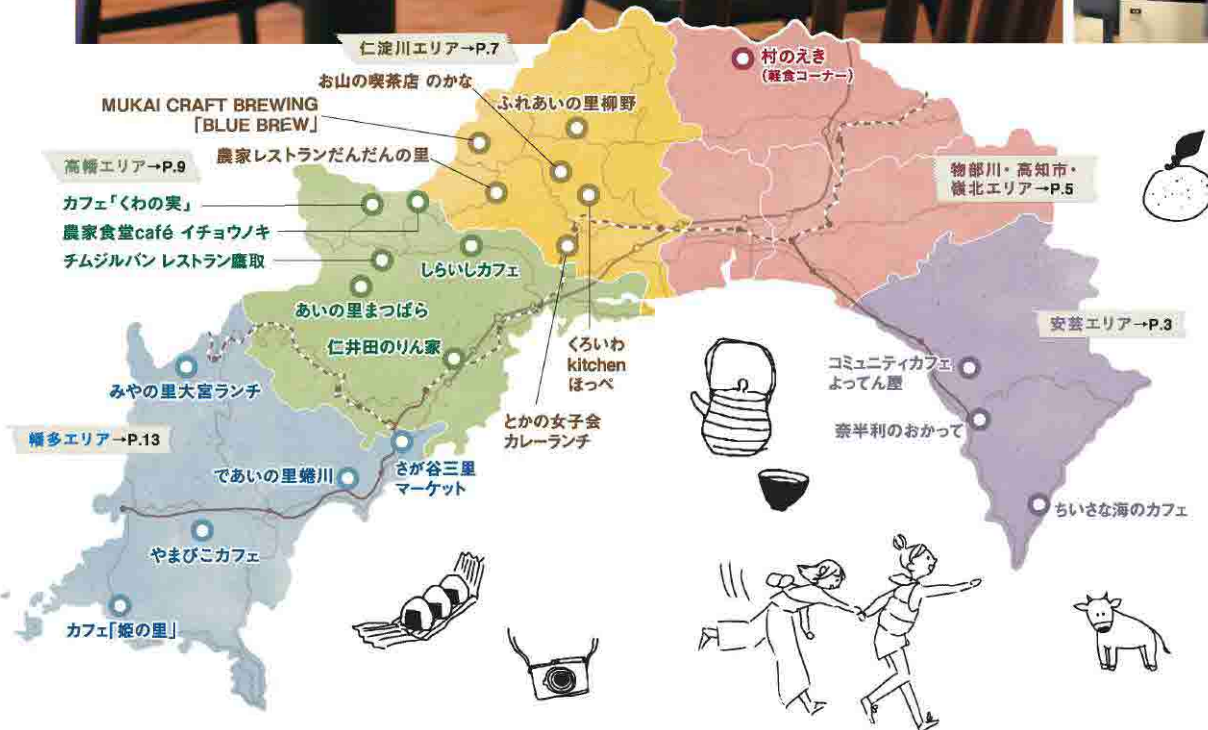 仁淀川エリア→P.7
お山の喫茶店 のかな
MUKAI CRAFT BREWING
「BLUE BREW」
ふれあいの里柳野
農家レストランだんだんの里
村のえき
(軽食コーナー)
高幡エリア→P.9
カフェ「くわの実」
農家食堂café イチョウノキ
チムジルバン レストラン鷹取
しらいしカフェ
あいの里まつばら
仁井田のりん家
くろいわ
kitchen
ほっぺ
とかの女子会
カレーランチ
物部川・高知市・
嶺北エリア→P.5
安芸エリア→P.3
コミュニティカフェ
よってん屋
奈半利のおかって
ちいさな海のカフェ
みやの里大宮ランチ
幡多エリア→P.13
であいの里蜷川
さが谷三里
マーケット
やまびこカフェ
カフェ「姫の里」